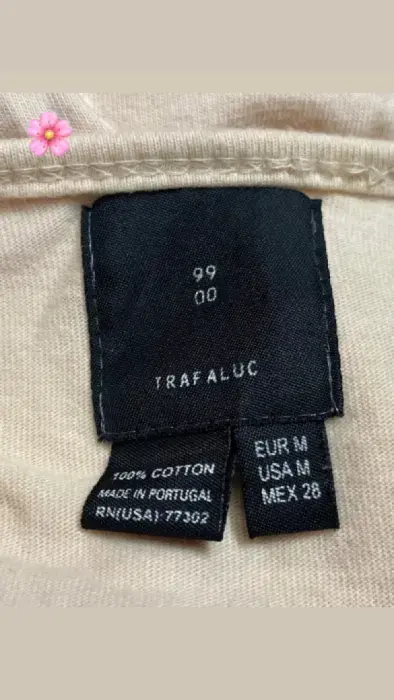 99
00
TRAFALUC
100% COTTON
MADE IN PORTUGAL
RN(USA):77302
EUR M
USA M
MEX 28